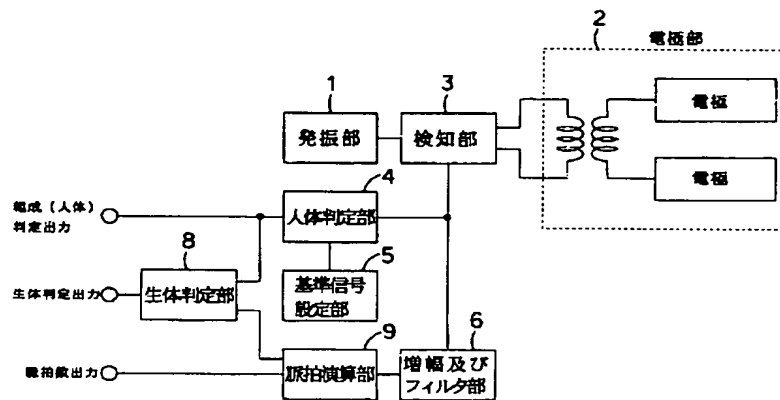 2
電極部
1
3
電極
発振部
検知部
電極
4
組成（人体）
判定出力
人体判定部
8
5
生体判定出力
生体判定部
基準信号
設定部
9
6
脈拍数出力
脈拍演算部
増幅及び
フィルタ部